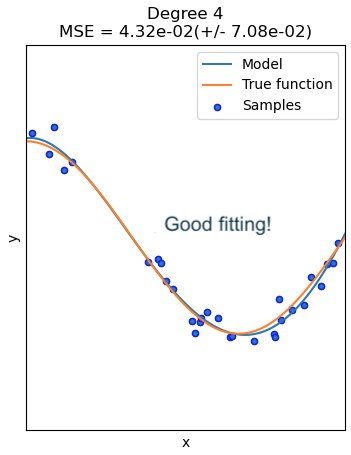 Degree 4
MSE = 4.32e-02(+/- 7.08e-02)
Model
True function
Samples
Good fitting!
y
x